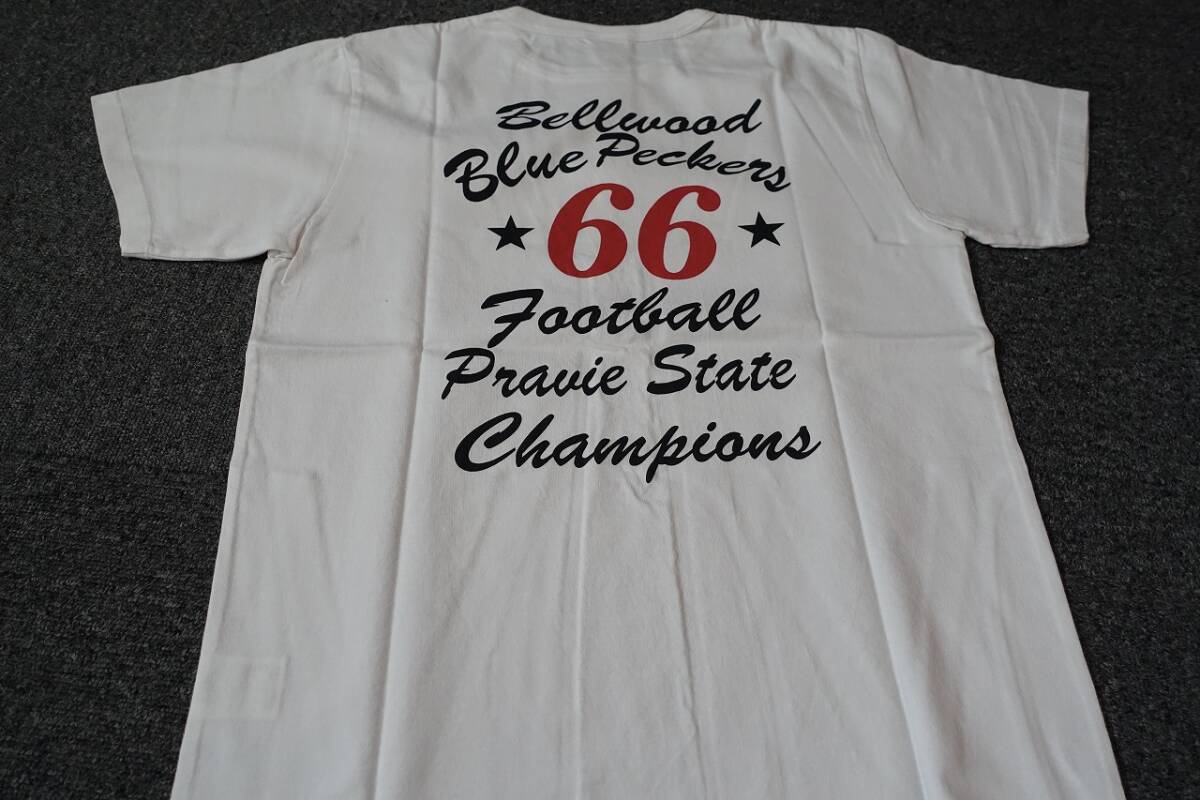 Bellwood
Blue Peckers
★ 66 ★
Football
Pravie State
Champions